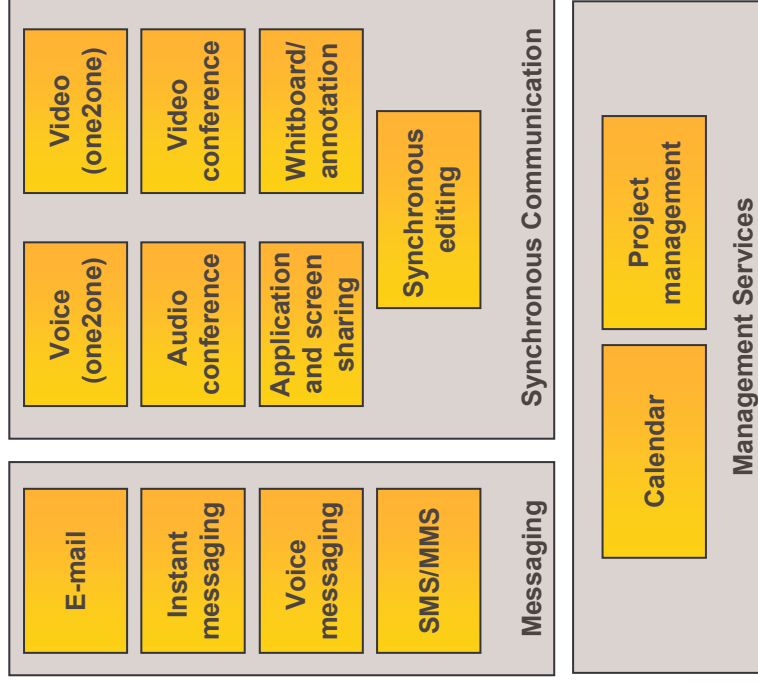 E-mail
Instant
messaging
Voice
messaging
SMS/MMS
Messaging
Voice
(one2one)
Video
(one2one)
Audio
conference
Video
conference
Application
and screen
sharing
Whitboard/
annotation
Synchronous
editing
Synchronous Communication
Calendar
Project
management
Management Services